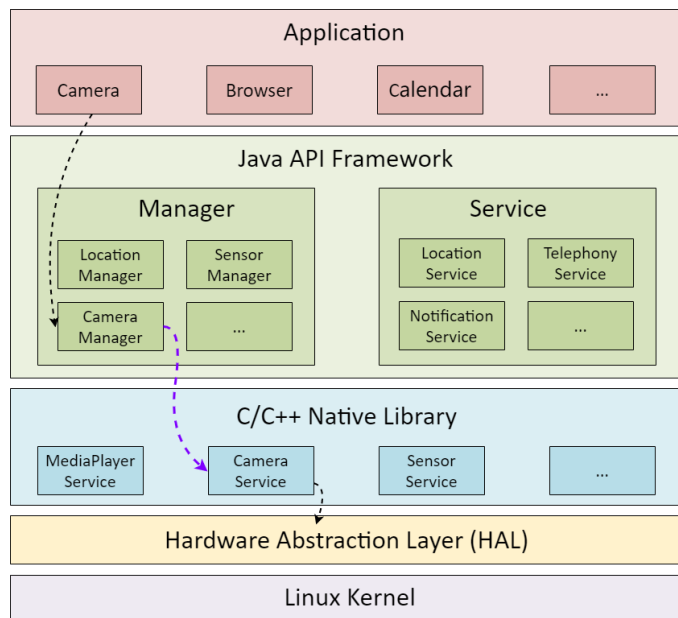 Application
Camera
Browser
Calendar
...
Java API Framework
Manager
Location
Manager
Sensor
Manager
Camera
Manager
...
Service
Location
Service
Telephony
Service
Notification
Service
...
C/C++ Native Library
MediaPlayer
Service
Camera
Service
Sensor
Service
...
Hardware Abstraction Layer (HAL)
Linux Kernel